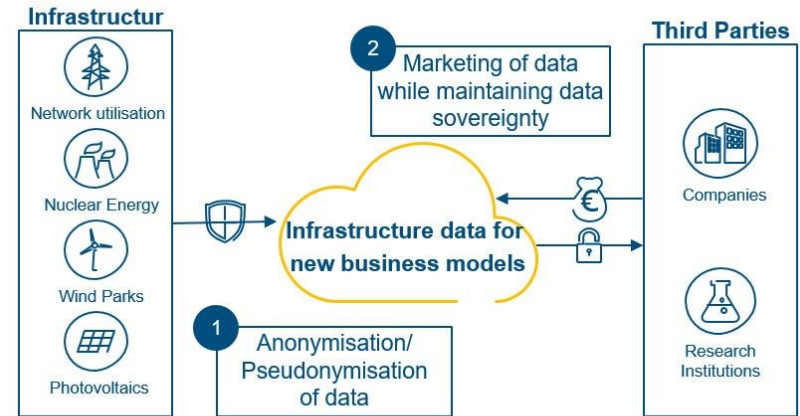 Infrastructur
Network utilisation
Nuclear Energy
Wind Parks
Photovoltaics
2
Marketing of data
while maintaining data
sovereignty
Infrastructure data for
new business models
€
1
Anonymisation/
Pseudonymisation
of data
Third Parties
Companies
Research
Institutions